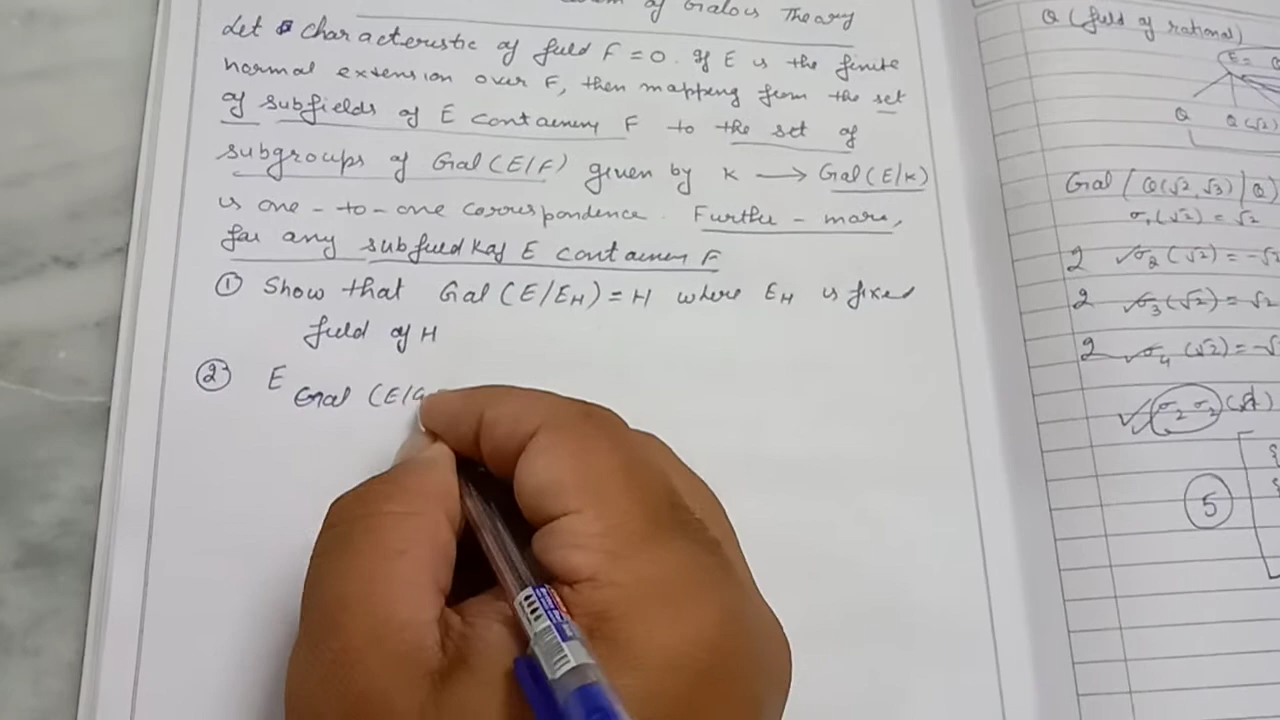 of Galois Theory
Let characteristic of field F = 0. If E is the finite
normal extension over F, then mapping from the set
of subfields of E containing F to the set of
subgroups of Gal(E/F) given by K → Gal(E/K)
is one-to-one correspondence. Further-more,
for any subfield K of E containing F
① Show that Gal(E/E_H) = H where E_H is fixed
field of H
② E Gal (E/
Q (field of rational)
E =
Q Q(√2)
Gal [Q(√2,√3) | Q]
σ₁(√2) = √2
2 ✓σ₂(√2) = -√2
2 ✓σ₃(√2) = √2
2 ✓σ₄(√2) = -√
5